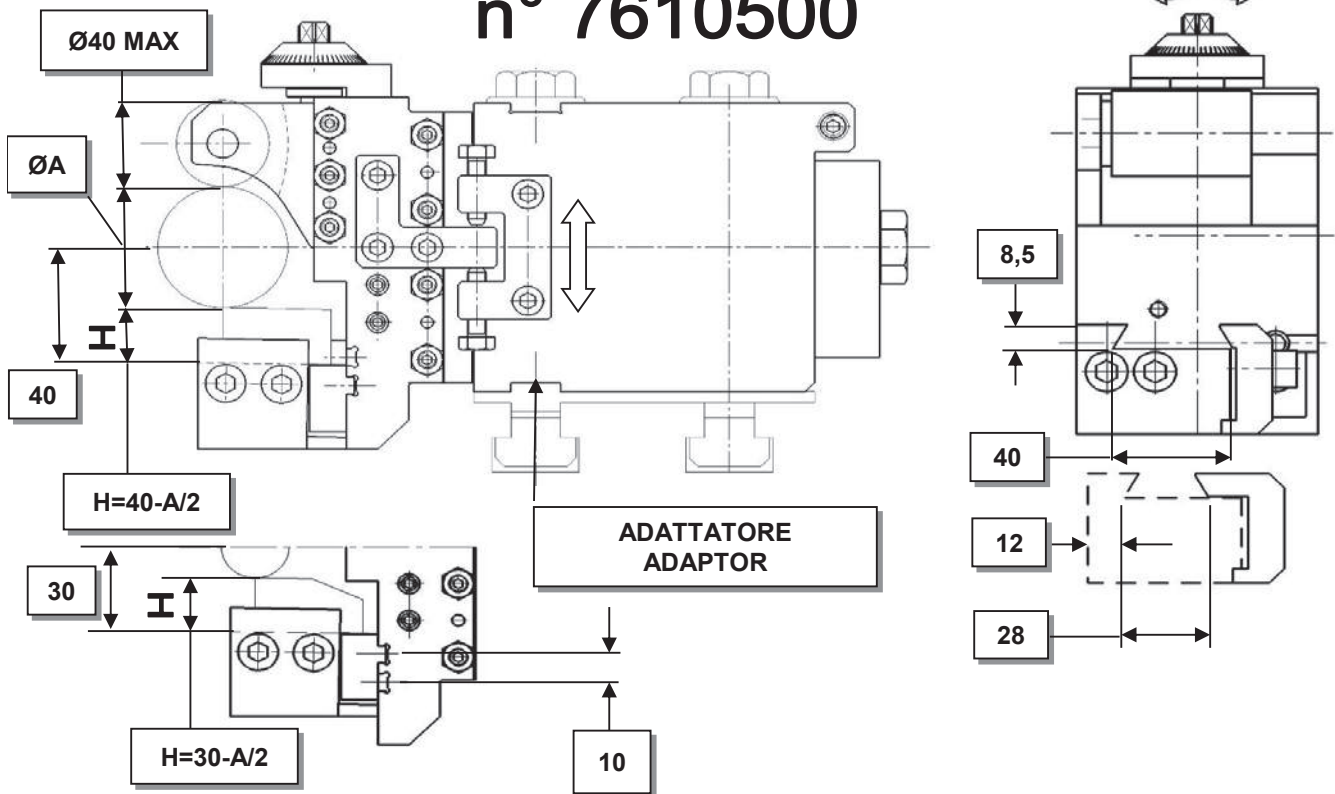 n° 7610500
Ø40 MAX
ØA
H
40
H=40-A/2
ADATTATORE
ADAPTOR
30
H
H=30-A/2
10
8,5
40
12
28